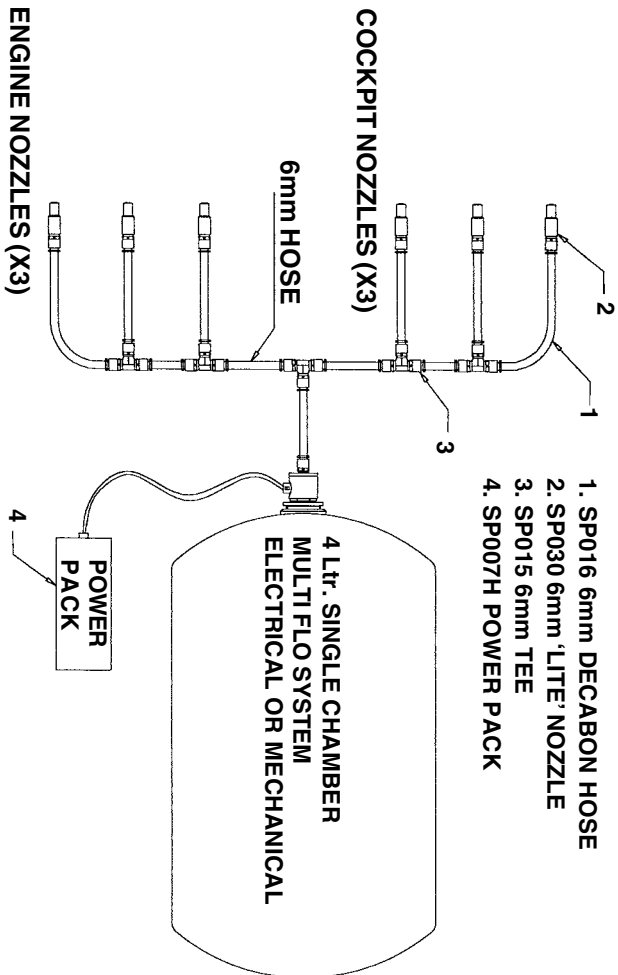 1. SP016 6mm DECABON HOSE
2. SP030 6mm ‘LITE’ NOZZLE
3. SP015 6mm TEE
4. SP007H POWER PACK
2
1
3
COCKPIT NOZZLES (X3)
6mm HOSE
4 Ltr. SINGLE CHAMBER
MULTI FLO SYSTEM
ELECTRICAL OR MECHANICAL
ENGINE NOZZLES (X3)
POWER
PACK
4